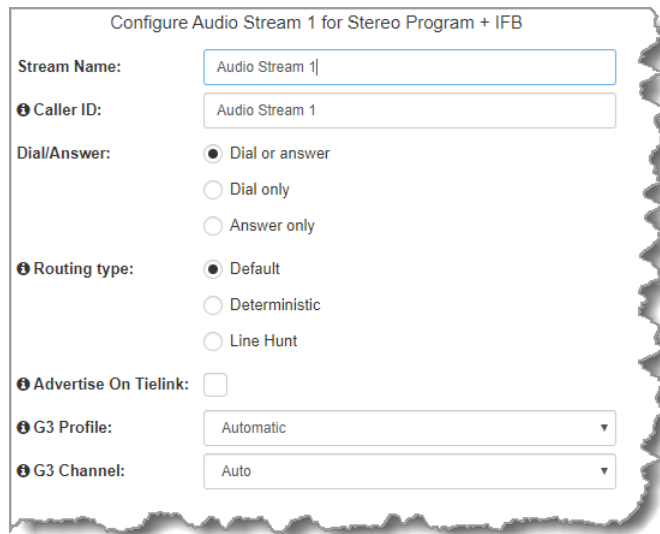 Configure Audio Stream 1 for Stereo Program + IFB
Stream Name: Audio Stream 1
Caller ID: Audio Stream 1
Dial/Answer: Dial or answer
Dial only
Answer only
Routing type: Default
Deterministic
Line Hunt
Advertise On Tielink:
G3 Profile: Automatic
G3 Channel: Auto